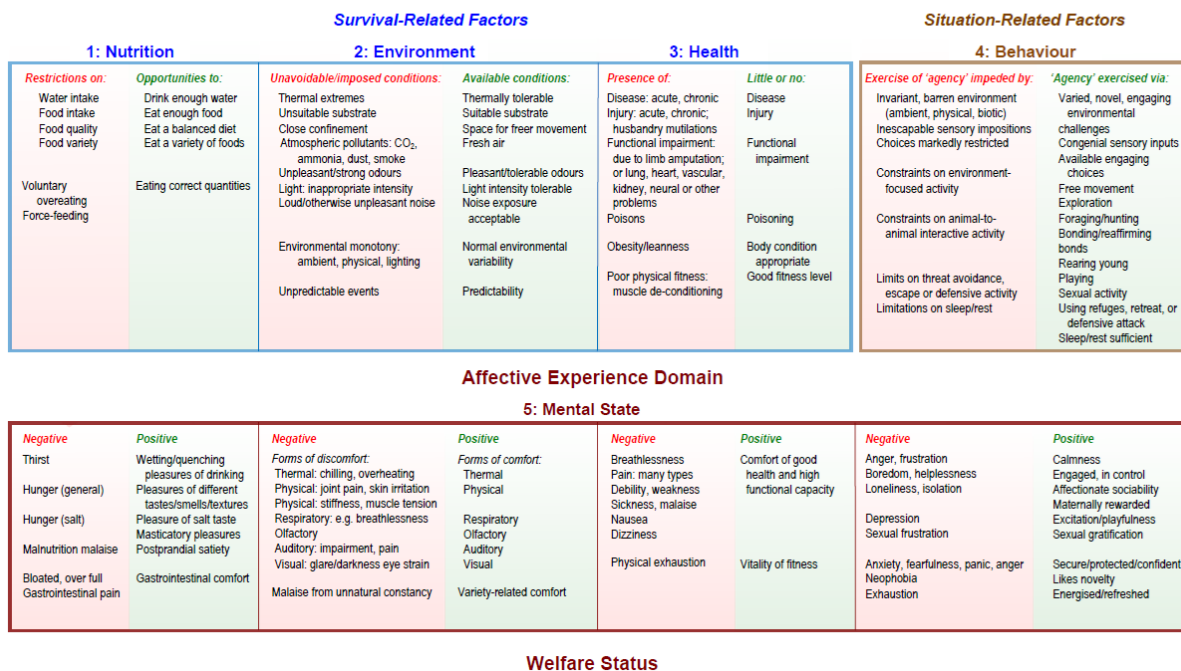 Survival-Related Factors
Situation-Related Factors
1: Nutrition
2: Environment
3: Health
4: Behaviour
Restrictions on:
Water intake
Food intake
Food quality
Food variety
Voluntary
overeating
Force-feeding
Opportunities to:
Drink enough water
Eat enough food
Eat a balanced diet
Eat a variety of foods
Eating correct quantities
Unavoidable/imposed conditions:
Thermal extremes
Unsuitable substrate
Close confinement
Atmospheric pollutants: CO₂,
ammonia, dust, smoke
Unpleasant/strong odours
Light: inappropriate intensity
Loud/otherwise unpleasant noise
Environmental monotony:
ambient, physical, lighting
Unpredictable events
Available conditions:
Thermally tolerable
Suitable substrate
Space for freer movement
Fresh air
Pleasant/tolerable odours
Light intensity tolerable
Noise exposure
acceptable
Normal environmental
variability
Predictability
Presence of:
Disease: acute, chronic
Injury: acute, chronic;
husbandry mutilations
Functional impairment:
due to limb amputation;
or lung, heart, vascular,
kidney, neural or other
problems
Poisons
Obesity/leanness
Poor physical fitness:
muscle de-conditioning
Little or no:
Disease
Injury
Functional
impairment
Poisoning
Body condition
appropriate
Good fitness level
Exercise of 'agency' impeded by:
Invariant, barren environment
(ambient, physical, biotic)
Inescapable sensory impositions
Choices markedly restricted
Constraints on environment-
focused activity
Constraints on animal-to-
animal interactive activity
Limits on threat avoidance,
escape or defensive activity
Limitations on sleep/rest
'Agency' exercised via:
Varied, novel, engaging
environmental
challenges
Congenial sensory inputs
Available engaging
choices
Free movement
Exploration
Foraging/hunting
Bonding/reaffirming
bonds
Rearing young
Playing
Sexual activity
Using refuges, retreat, or
defensive attack
Sleep/rest sufficient
Affective Experience Domain
5: Mental State
Negative
Thirst
Hunger (general)
Hunger (salt)
Malnutrition malaise
Bloated, over full
Gastrointestinal pain
Positive
Wetting/quenching
pleasures of drinking
Pleasures of different
tastes/smells/textures
Pleasure of salt taste
Masticatory pleasures
Postprandial satiety
Gastrointestinal comfort
Negative
Forms of discomfort:
Thermal: chilling, overheating
Physical: joint pain, skin irritation
Physical: stiffness, muscle tension
Respiratory: e.g. breathlessness
Olfactory
Auditory: impairment, pain
Visual: glare/darkness eye strain
Malaise from unnatural constancy
Positive
Forms of comfort:
Thermal
Physical
Respiratory
Olfactory
Auditory
Visual
Variety-related comfort
Negative
Breathlessness
Pain: many types
Debility, weakness
Sickness, malaise
Nausea
Dizziness
Physical exhaustion
Positive
Comfort of good
health and high
functional capacity
Vitality of fitness
Negative
Anger, frustration
Boredom, helplessness
Loneliness, isolation
Depression
Sexual frustration
Anxiety, fearfulness, panic, anger
Neophobia
Exhaustion
Positive
Calmness
Engaged, in control
Affectionate sociability
Maternally rewarded
Excitation/playfulness
Sexual gratification
Secure/protected/confident
Likes novelty
Energised/refreshed
Welfare Status